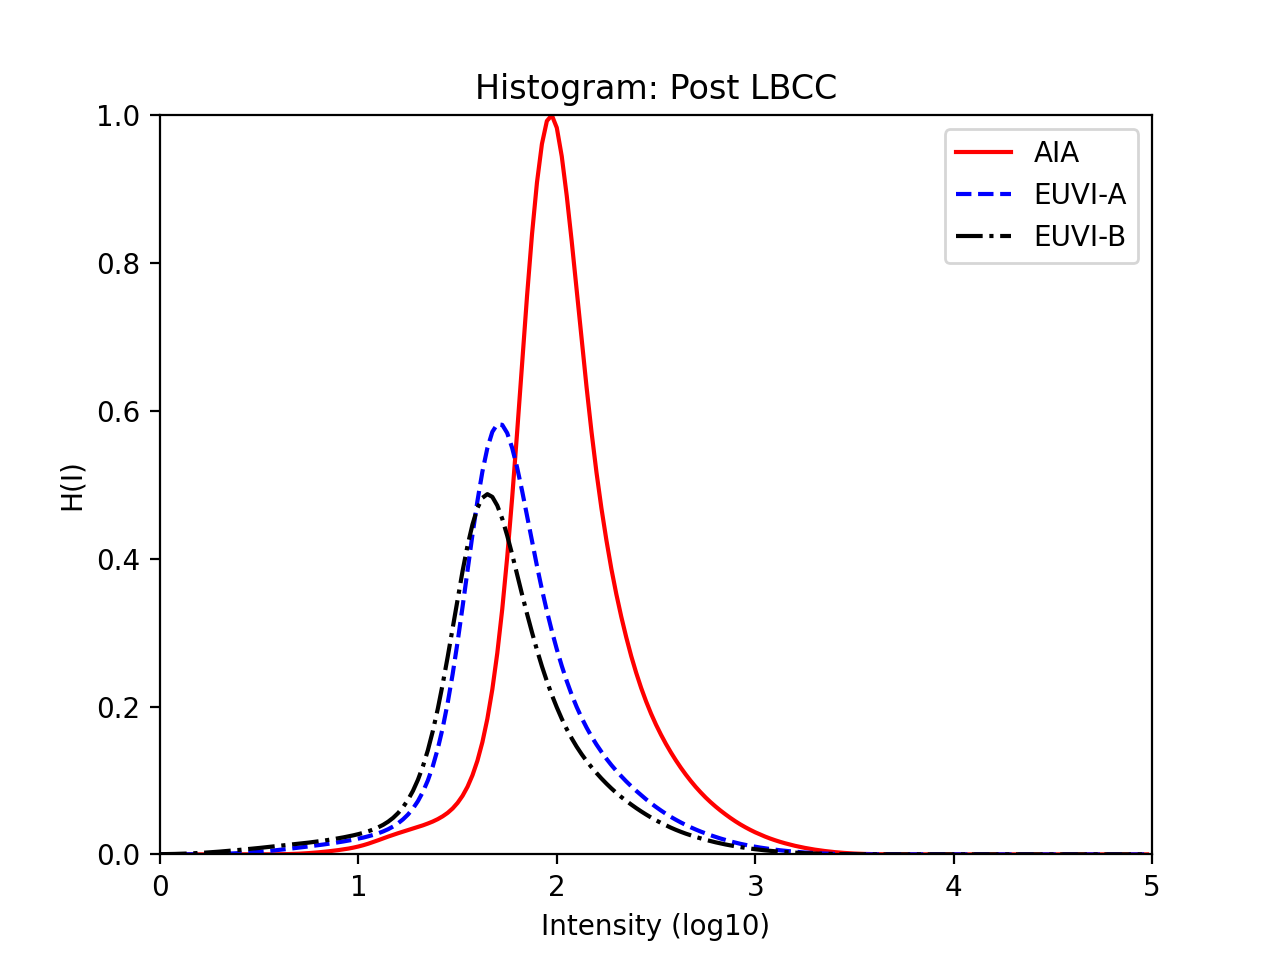 Histogram: Post LBCC
1.0
0.8
0.6
0.4
0.2
0.0
H(I)
AIA
EUVI-A
EUVI-B
0 1 2 3 4 5
Intensity (log10)